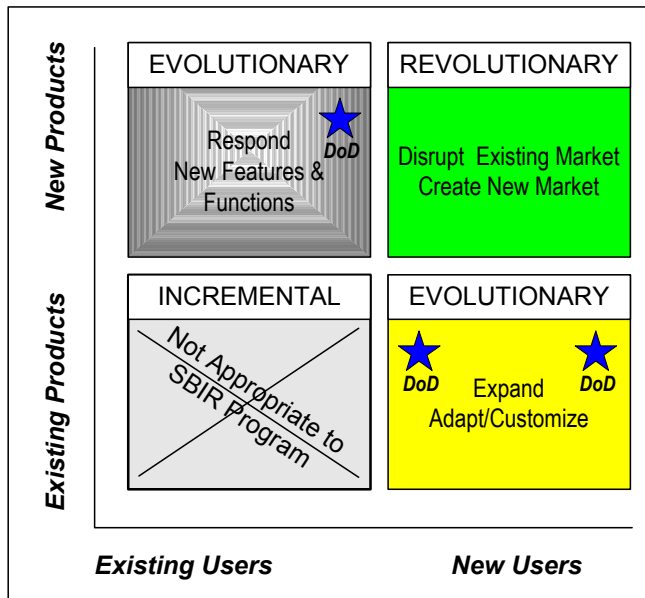 New Products
EVOLUTIONARY
Respond
New Features &
Functions
DoD
REVOLUTIONARY
Disrupt Existing Market
Create New Market
Existing Products
INCREMENTAL
Not Appropriate to
SBIR Program
EVOLUTIONARY
DoD
DoD
Expand
Adapt/Customize
Existing Users
New Users